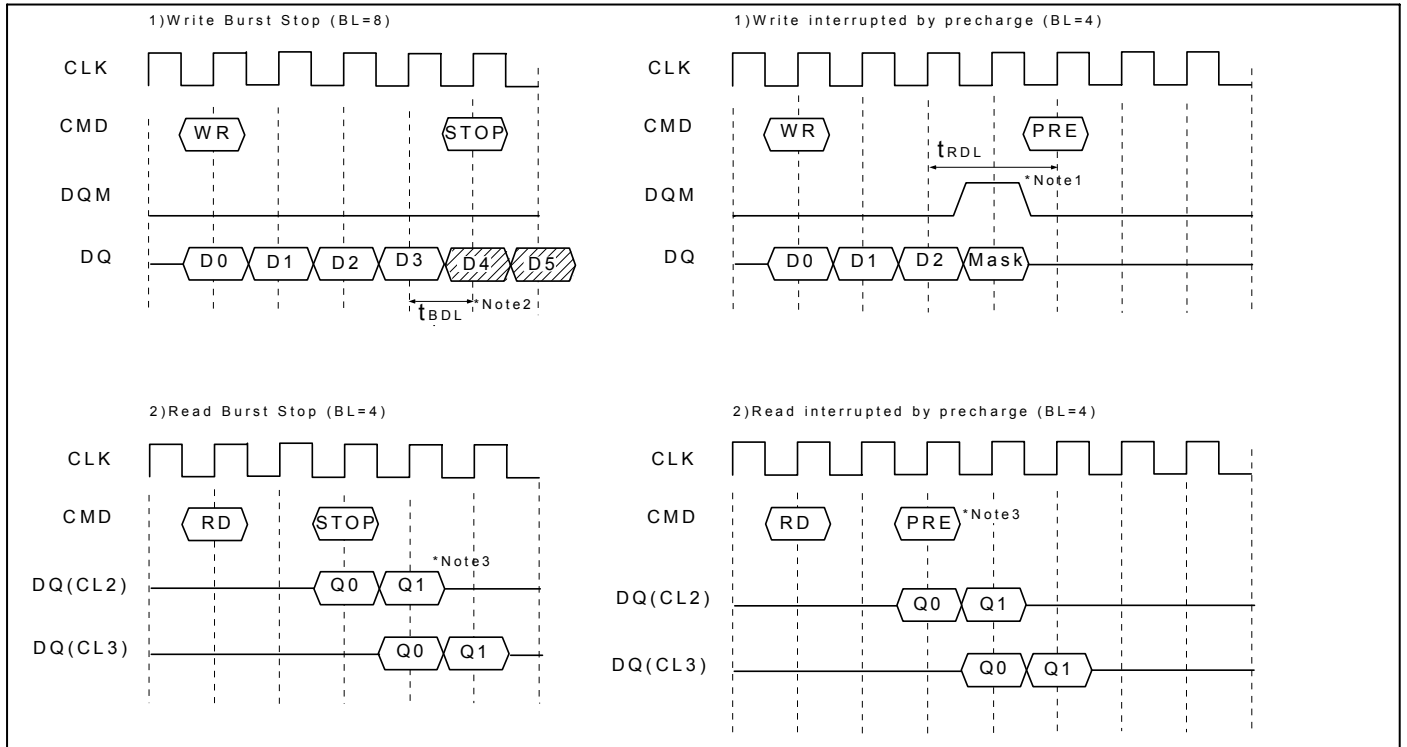 1)Write Burst Stop (BL=8)
CLK
CMD WR STOP
DQM
DQ D0 D1 D2 D3 D4 D5
tBDL *Note2
1)Write interrupted by precharge (BL=4)
CLK
CMD WR PRE
tRDL
*Note1
DQM
DQ D0 D1 D2 Mask
2)Read Burst Stop (BL=4)
CLK
CMD RD STOP
*Note3
DQ(CL2) Q0 Q1
DQ(CL3) Q0 Q1
2)Read interrupted by precharge (BL=4)
CLK
CMD RD PRE *Note3
DQ(CL2) Q0 Q1
DQ(CL3) Q0 Q1